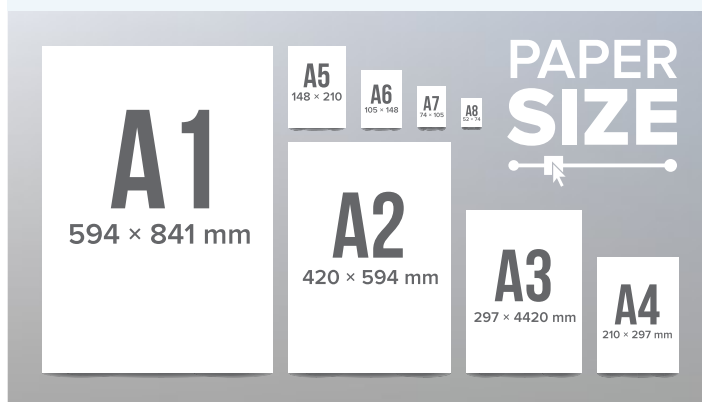 PAPER
SIZE
A1
594 × 841 mm
A5
148 × 210
A6
105 × 148
A7
74 × 105
A8
52 × 74
A2
420 × 594 mm
A3
297 × 4420 mm
A4
210 × 297 mm